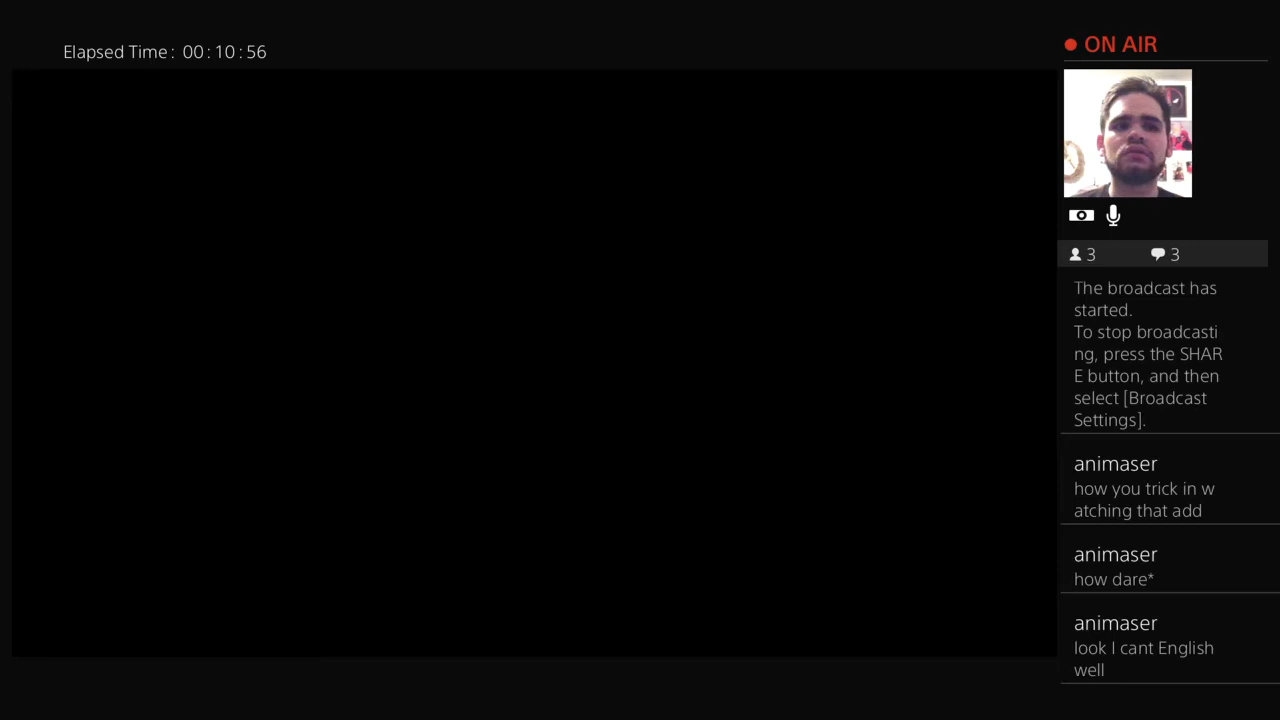 Elapsed Time: 00:10:56
ON AIR
3 3
The broadcast has
started.
To stop broadcasti
ng, press the SHAR
E button, and then
select [Broadcast
Settings].
animaser
how you trick in w
atching that add
animaser
how dare*
animaser
look I cant English
well